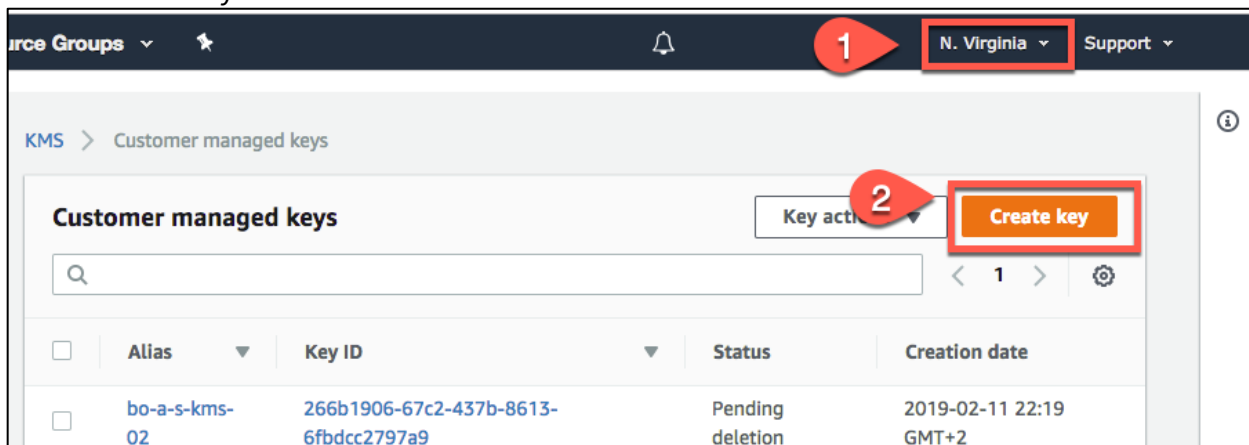 urce Groups
1
N. Virginia
Support
KMS > Customer managed keys
Customer managed keys
2
Create key
< 1 >
Alias
Key ID
Status
Creation date
bo-a-s-kms-
02
266b1906-67c2-437b-8613-
6fbdcc2797a9
Pending
deletion
2019-02-11 22:19
GMT+2